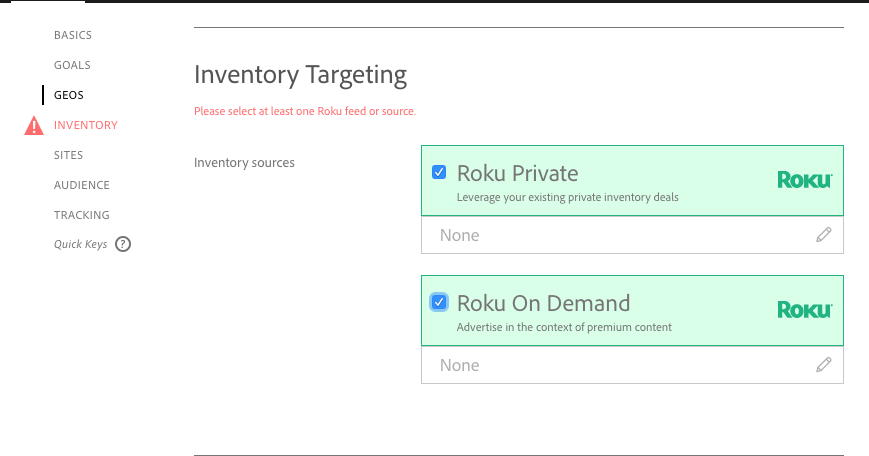 BASICS
GOALS
GEOS
INVENTORY
SITES
AUDIENCE
TRACKING
Quick Keys ?
Inventory Targeting
Please select at least one Roku feed or source.
Inventory sources
Roku Private
Leverage your existing private inventory deals
ROKU
None
Roku On Demand
Advertise in the context of premium content
ROKU
None